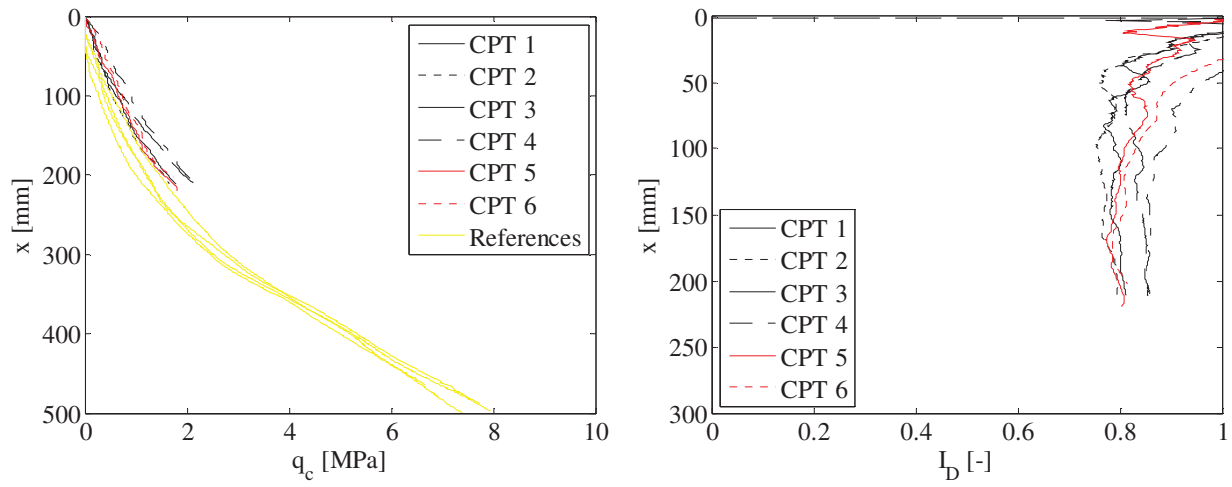 0
100
200
300
400
500
x [mm]
0
2
4
6
8
10
q_c [MPa]
CPT 1
CPT 2
CPT 3
CPT 4
CPT 5
CPT 6
References
0
50
100
150
200
250
300
x [mm]
0
0.2
0.4
0.6
0.8
1
I_D [-]
CPT 1
CPT 2
CPT 3
CPT 4
CPT 5
CPT 6